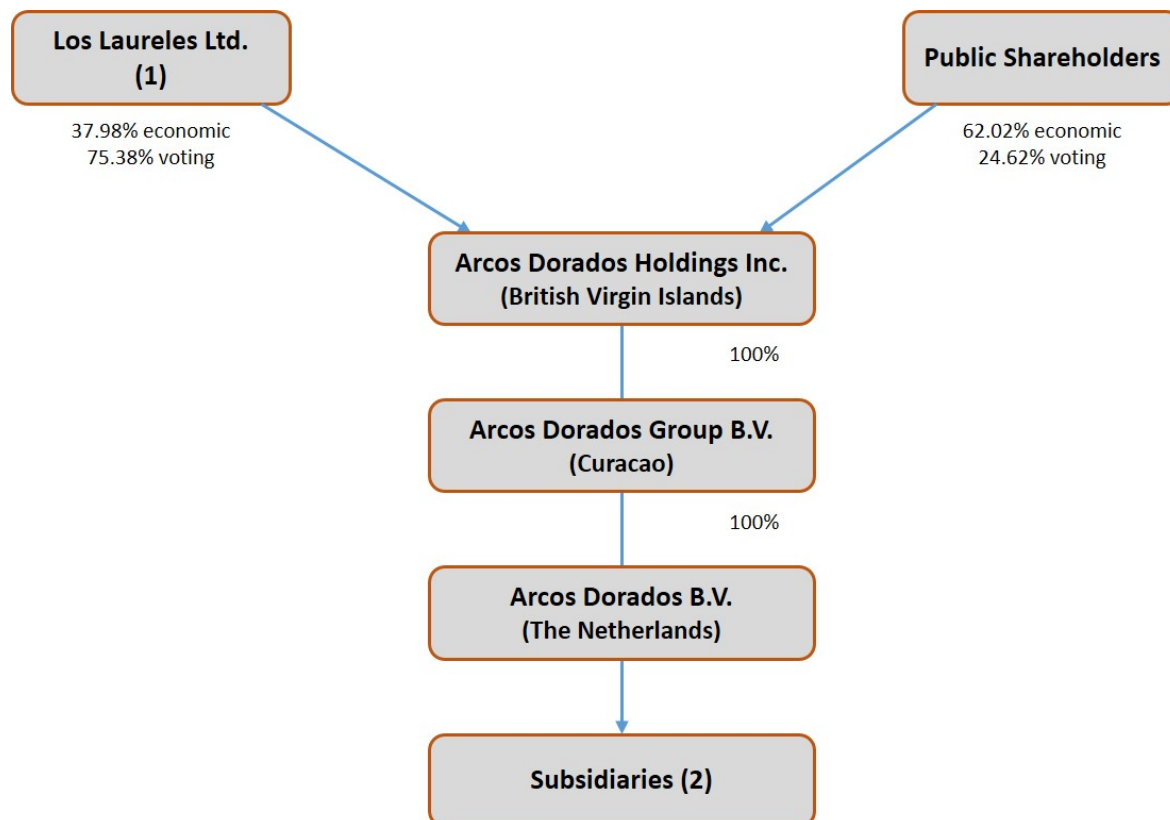 Los Laureles Ltd.
(1)
Public Shareholders
37.98% economic
75.38% voting
62.02% economic
24.62% voting
Arcos Dorados Holdings Inc.
(British Virgin Islands)
100%
Arcos Dorados Group B.V.
(Curacao)
100%
Arcos Dorados B.V.
(The Netherlands)
Subsidiaries (2)